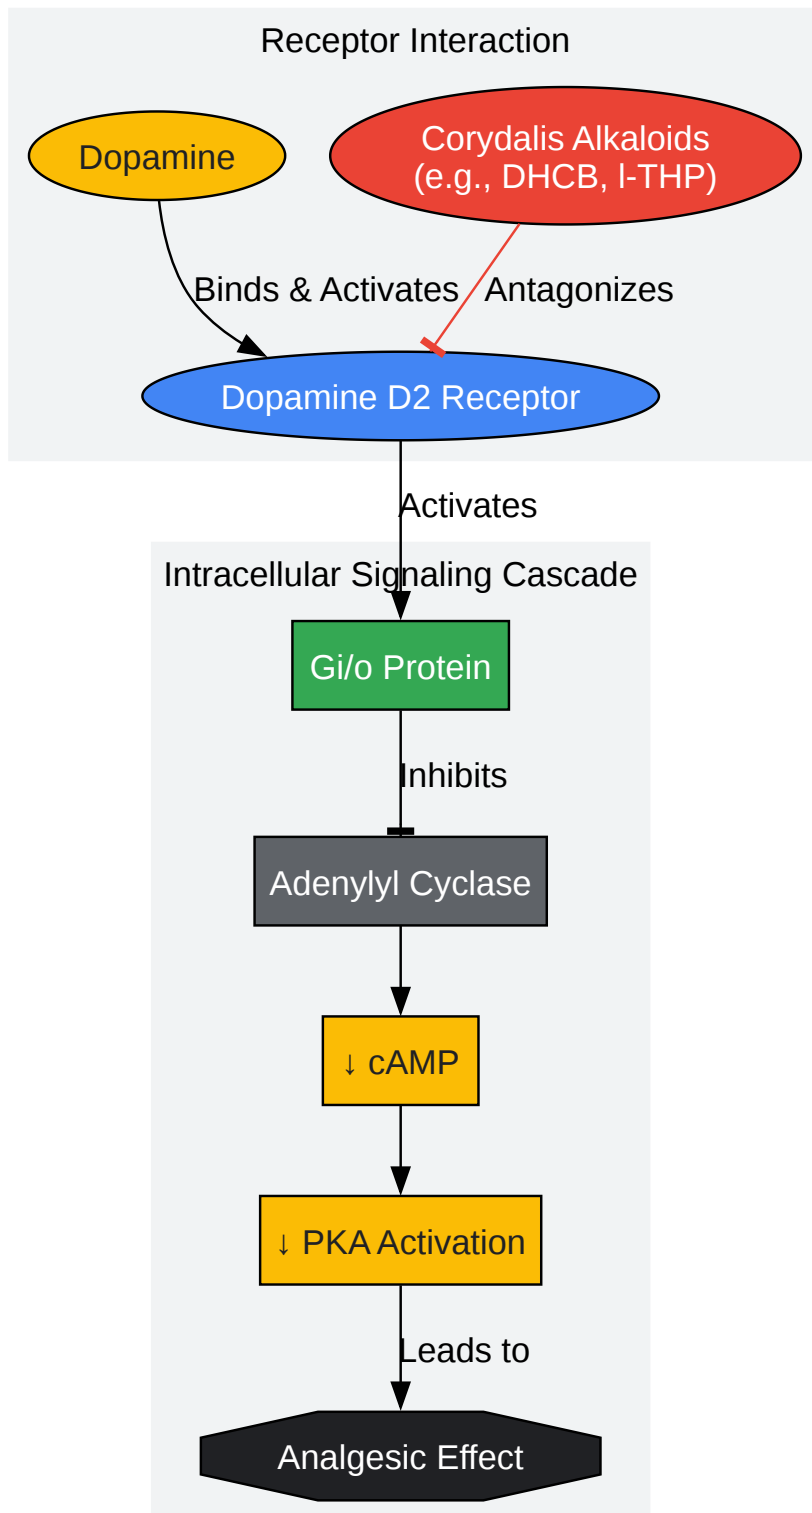 Receptor Interaction
Dopamine
Corydalis Alkaloids
(e.g., DHCB, l-THP)
Binds & Activates
Antagonizes
Dopamine D2 Receptor
Activates
Intracellular Signaling Cascade
Gi/o Protein
Inhibits
Adenylyl Cyclase
↓ cAMP
↓ PKA Activation
Leads to
Analgesic Effect